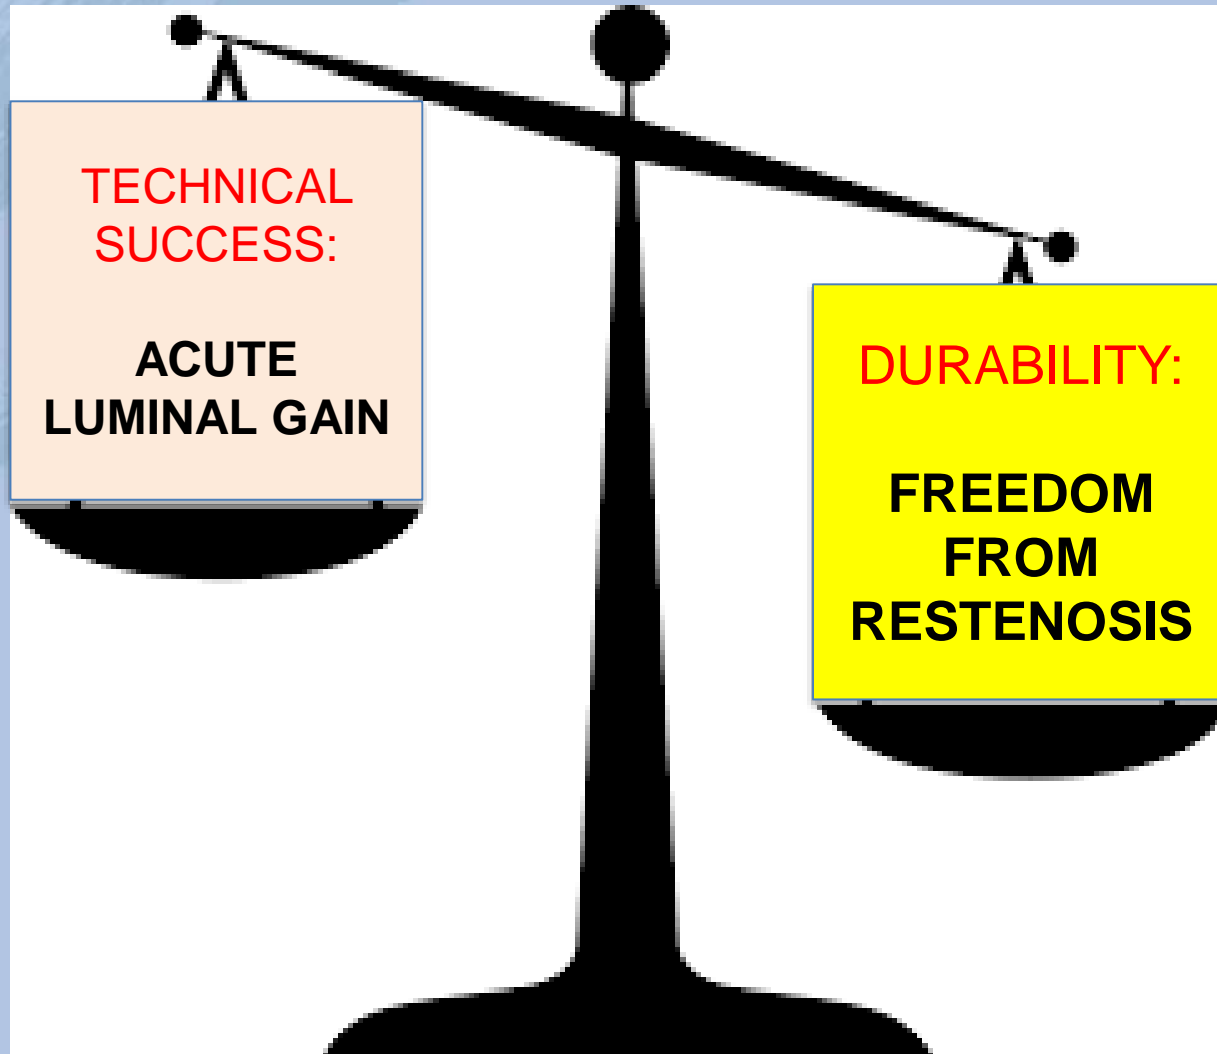 TECHNICAL
SUCCESS:
ACUTE
LUMINAL GAIN
DURABILITY:
FREEDOM
FROM
RESTENOSIS